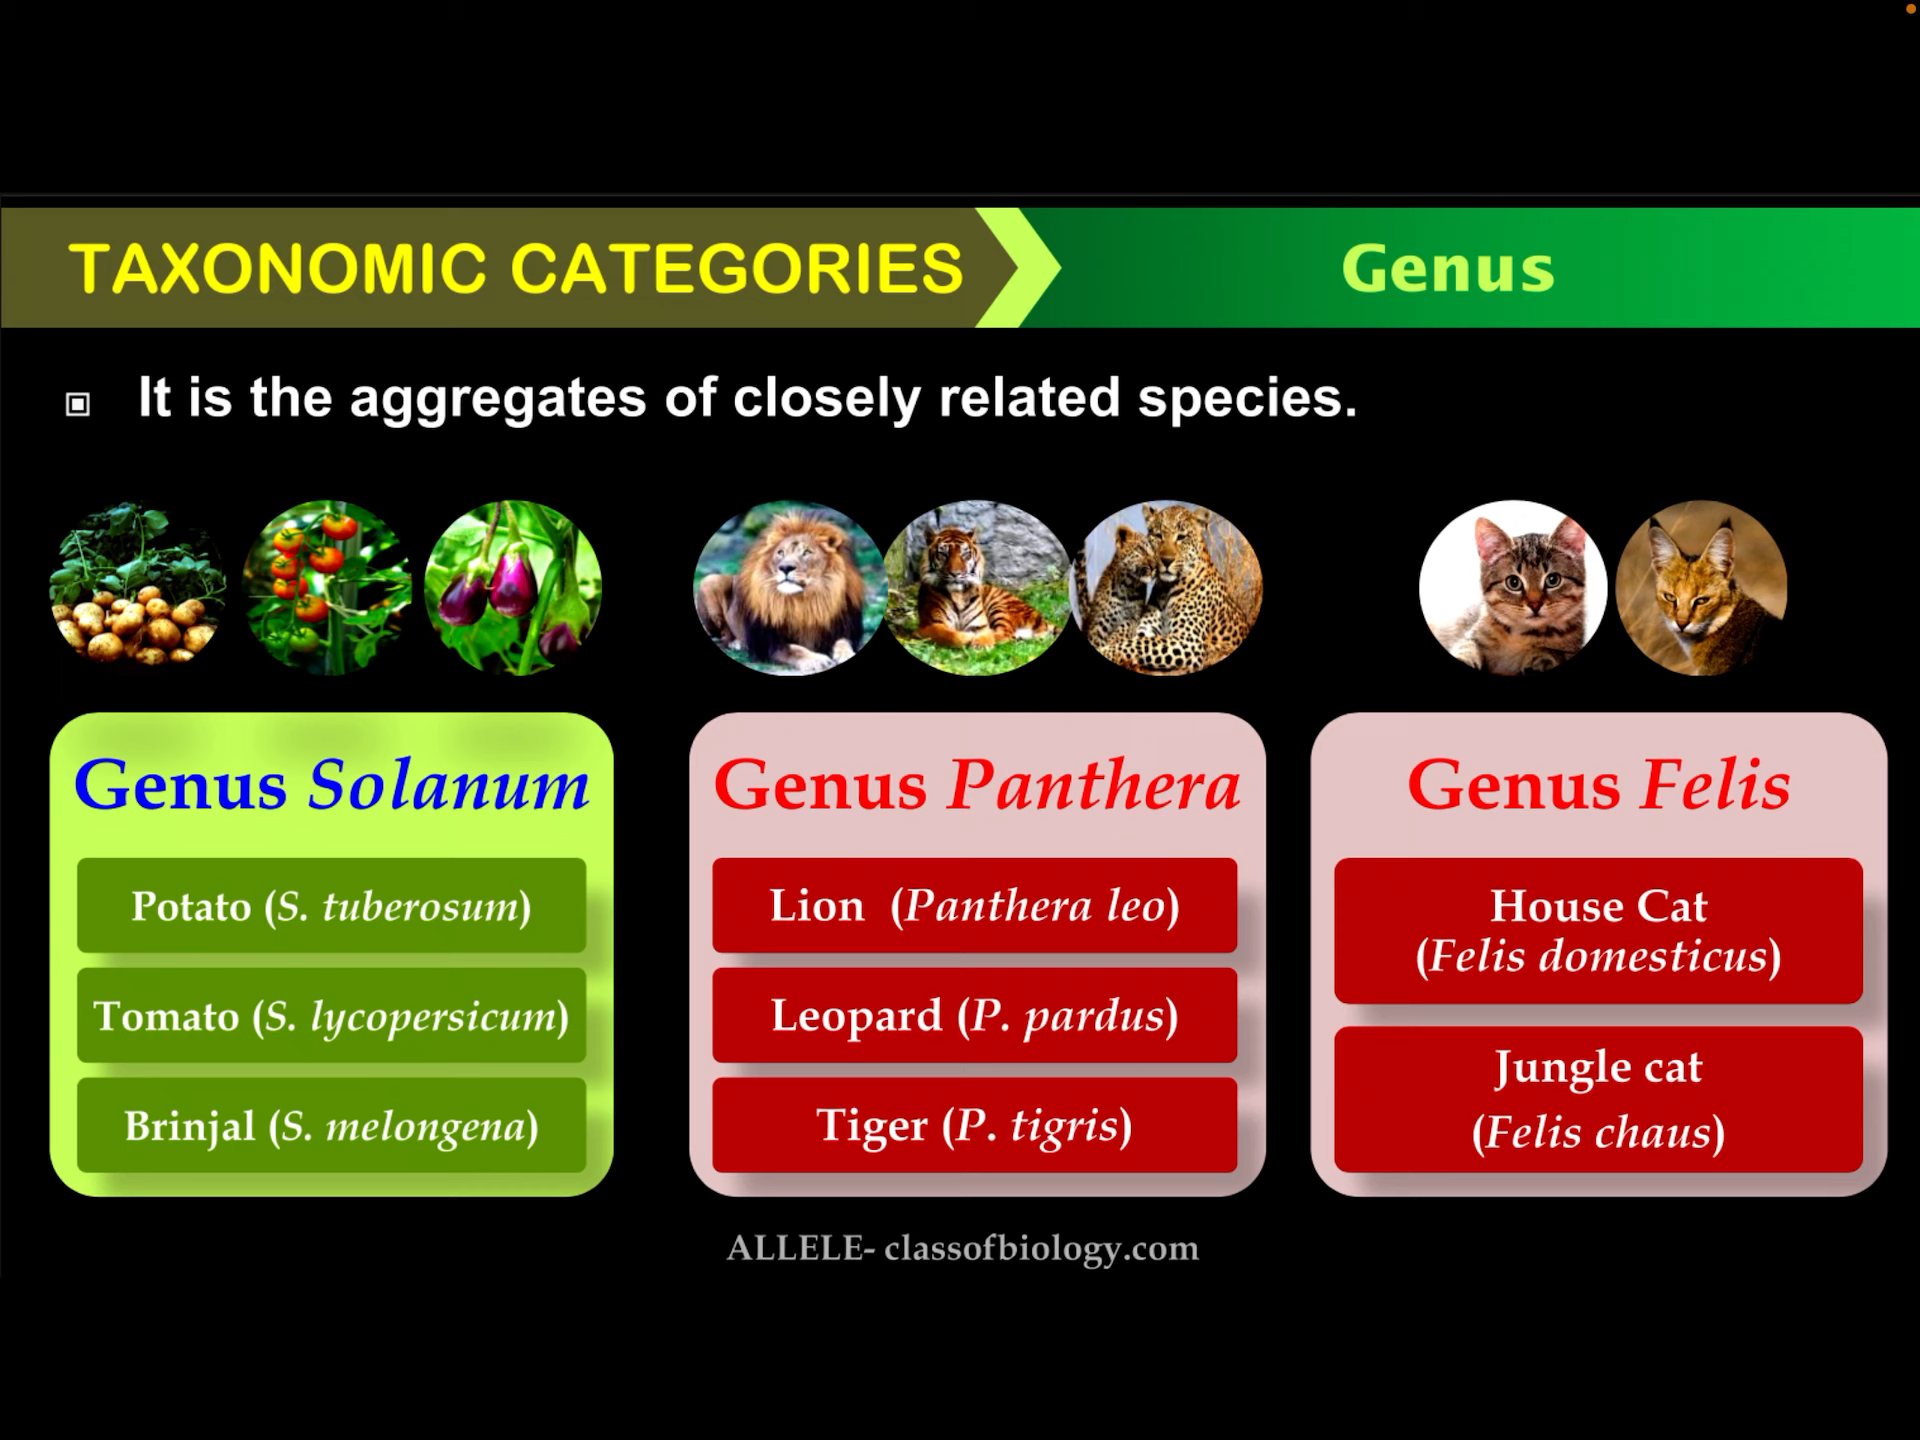 TAXONOMIC CATEGORIES
Genus
It is the aggregates of closely related species.
Genus Solanum
Potato (S. tuberosum)
Tomato (S. lycopersicum)
Brinjal (S. melongena)
Genus Panthera
Lion (Panthera leo)
Leopard (P. pardus)
Tiger (P. tigris)
Genus Felis
House Cat
(Felis domesticus)
Jungle cat
(Felis chaus)
ALLELE- classofbiology.com